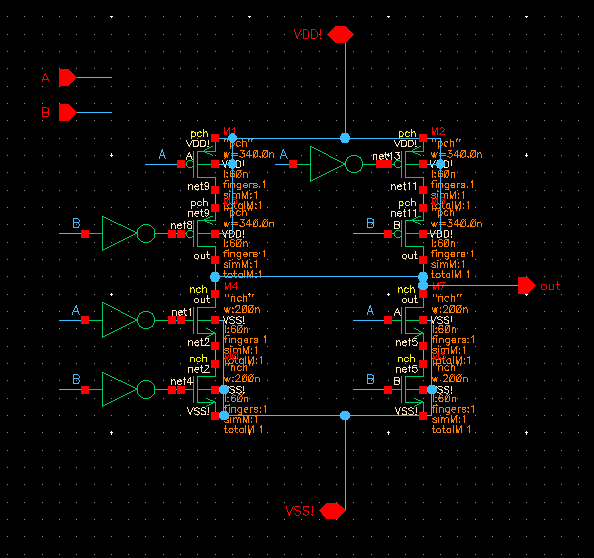 VDD!
A
B
pch
M1
VDD!
"pch"
A
A
w=340.0n
VDD!
l:60n
net9
fingers:1
simM:1
totalM:1
pch
M2
VDD!
"pch"
A
net13
w=340.0n
VDD!
l:60n
net11
fingers:1
simM:1
totalM:1
pch
net9
"pch"
B
net8
w=340.0n
VDD!
l:60n
fingers:1
out
simM:1
totalM:1
pch
net11
"pch"
B
B
w=340.0n
VDD!
l:60n
fingers:1
out
simM:1
totalM:1
out
nch
M4
out
"nch"
A
net1
w:200n
VSS!
l:60n
fingers:1
net2
simM:1
totalM:1
nch
M7
out
"nch"
A
A
w:200n
VSS!
l:60n
fingers:1
net5
simM:1
totalM:1
nch
net2
"nch"
B
net4
w:200n
VSS!
l:60n
fingers:1
VSS!
simM:1
totalM:1
nch
net5
"nch"
B
B
w:200n
VSS!
l:60n
fingers:1
VSS!
simM:1
totalM:1
VSS!